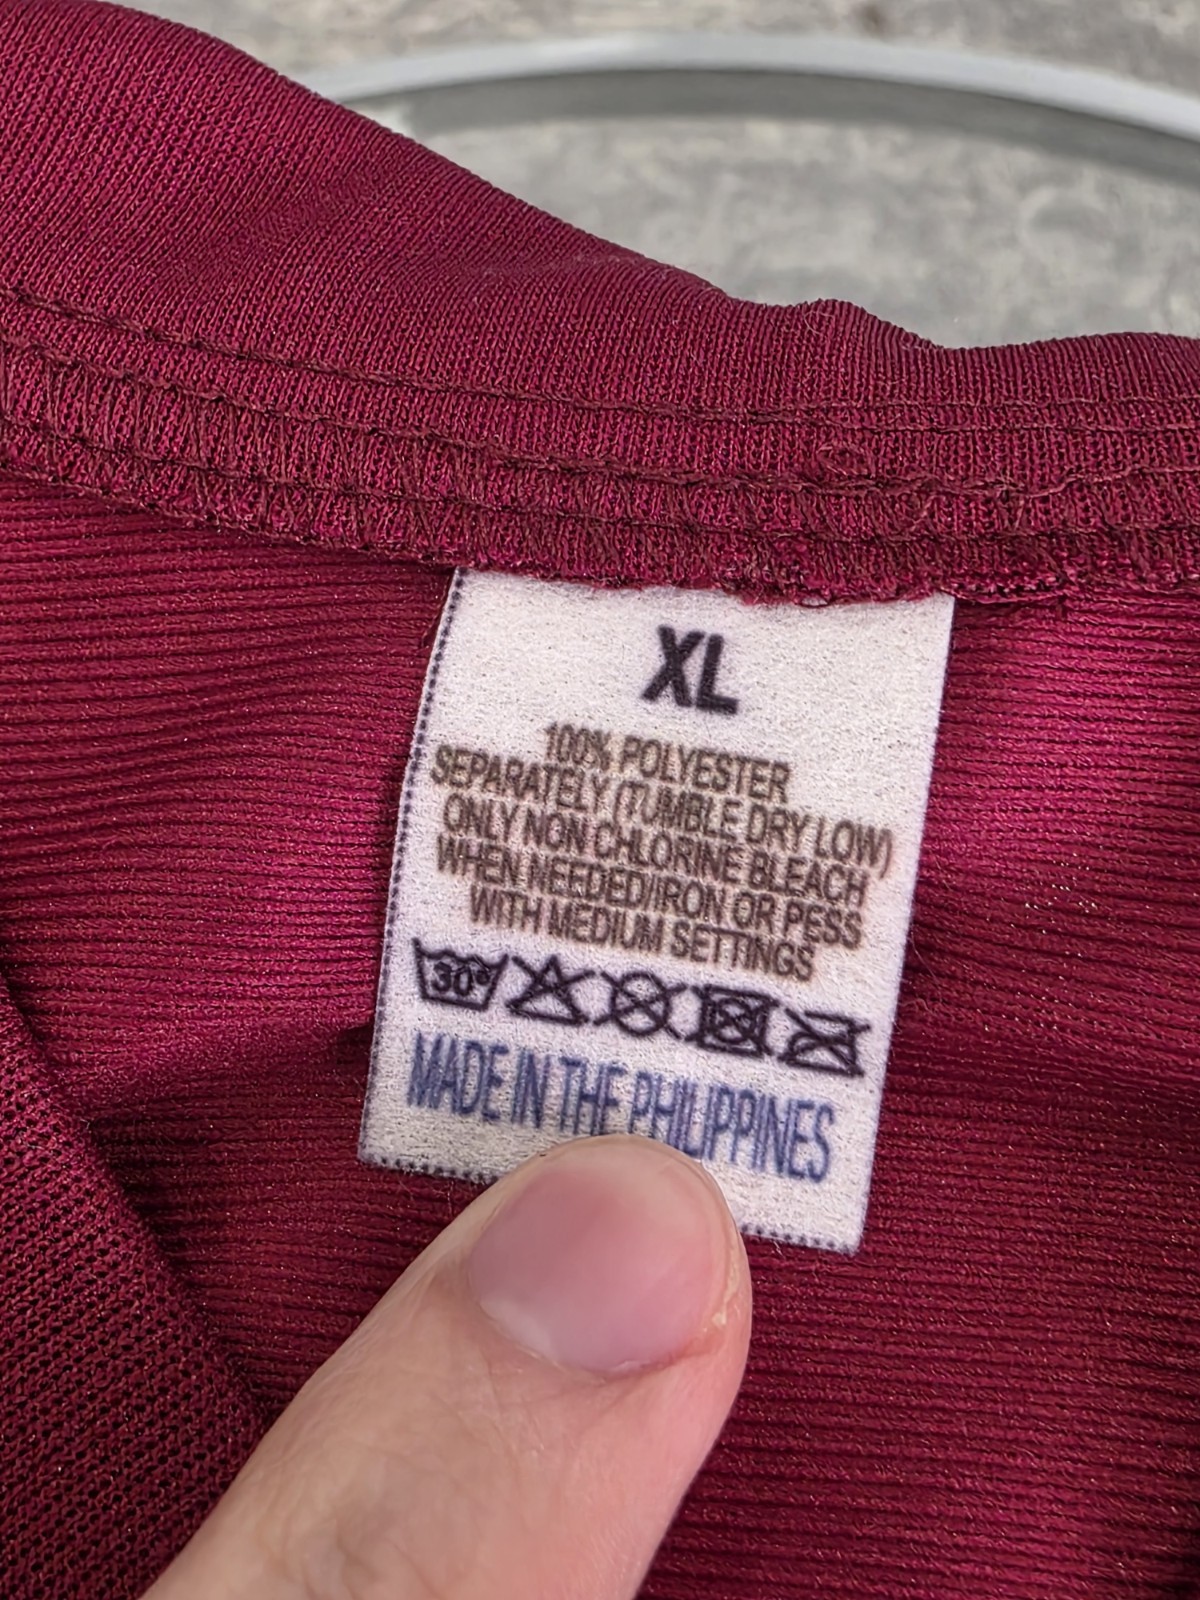 XL
100% POLYESTER
SEPARATELY (TUMBLE DRY LOW)
ONLY NON CHLORINE BLEACH
WHEN NEEDED/IRON OR PESS
WITH MEDIUM SETTINGS
30°
MADE IN THE PHILIPPINES